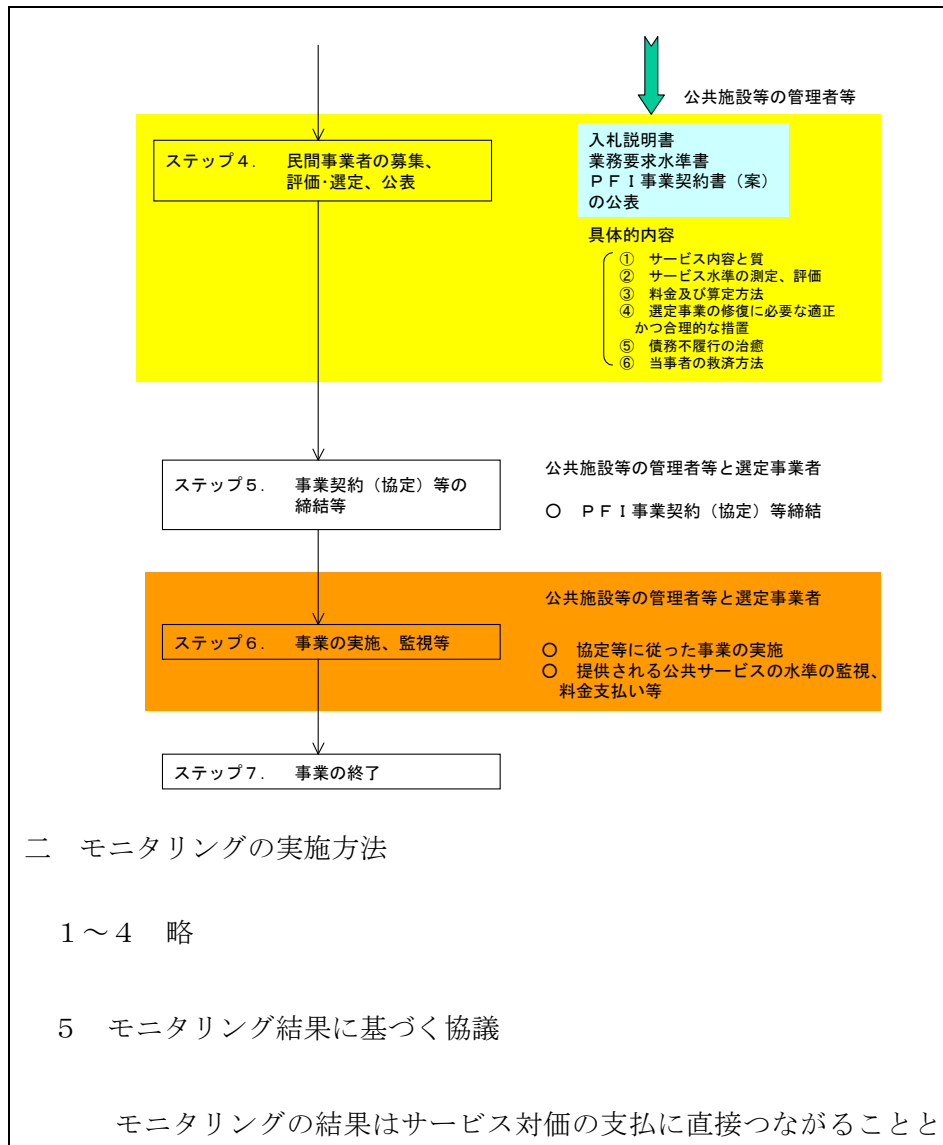 公共施設等の管理者等
ステップ４． 民間事業者の募集、
評価･選定、公表
入札説明書
業務要求水準書
ＰＦＩ事業契約書（案）
の公表
具体的内容
① サービス内容と質
② サービス水準の測定、評価
③ 料金及び算定方法
④ 選定事業の修復に必要な適正
かつ合理的な措置
⑤ 債務不履行の治癒
⑥ 当事者の救済方法
ステップ５． 事業契約（協定）等の
締結等
公共施設等の管理者等と選定事業者
○ ＰＦＩ事業契約（協定）等締結
公共施設等の管理者等と選定事業者
ステップ６． 事業の実施、監視等
○ 協定等に従った事業の実施
○ 提供される公共サービスの水準の監視、
料金支払い等
ステップ７． 事業の終了
二 モニタリングの実施方法
１～４ 略
５ モニタリング結果に基づく協議
モニタリングの結果はサービス対価の支払に直接つながることと